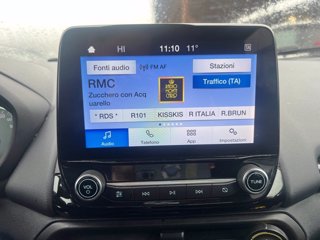 HI 11:10 11°
Fonti audio FM AF Stazioni
RMC
Traffico (TA)
Zucchero con Acq
uarello
* RDS * R101 KISSKIS R ITALIA R.BRUN
Audio Telefono App Impostazioni
VOL TUNE